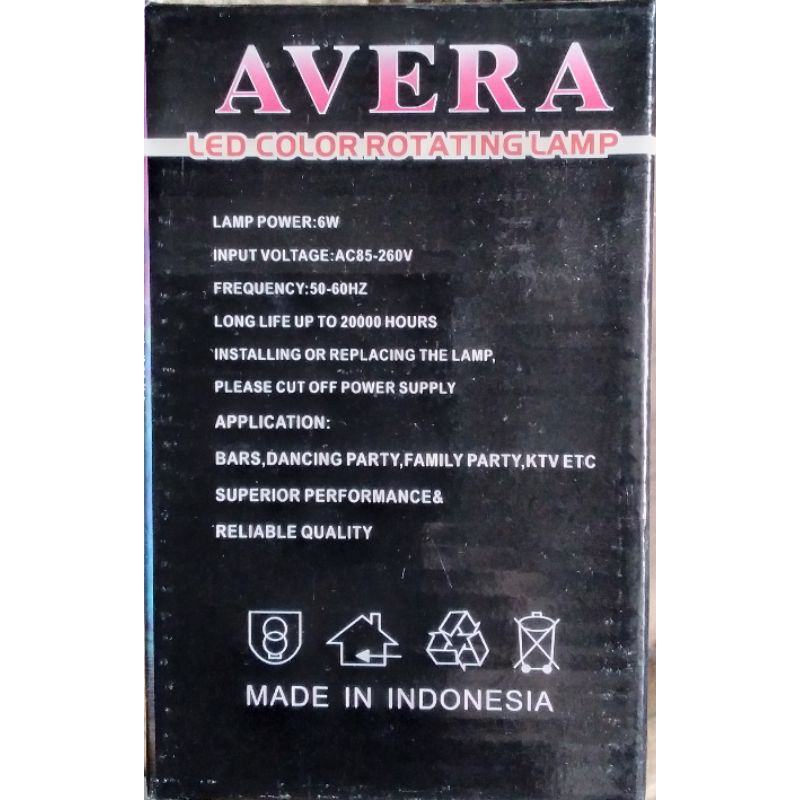 AVERA
LED COLOR ROTATING LAMP
LAMP POWER:6W
INPUT VOLTAGE:AC85-260V
FREQUENCY:50-60HZ
LONG LIFE UP TO 20000 HOURS
INSTALLING OR REPLACING THE LAMP,
PLEASE CUT OFF POWER SUPPLY
APPLICATION:
BARS,DANCING PARTY,FAMILY PARTY,KTV ETC
SUPERIOR PERFORMANCE&
RELIABLE QUALITY
MADE IN INDONESIA